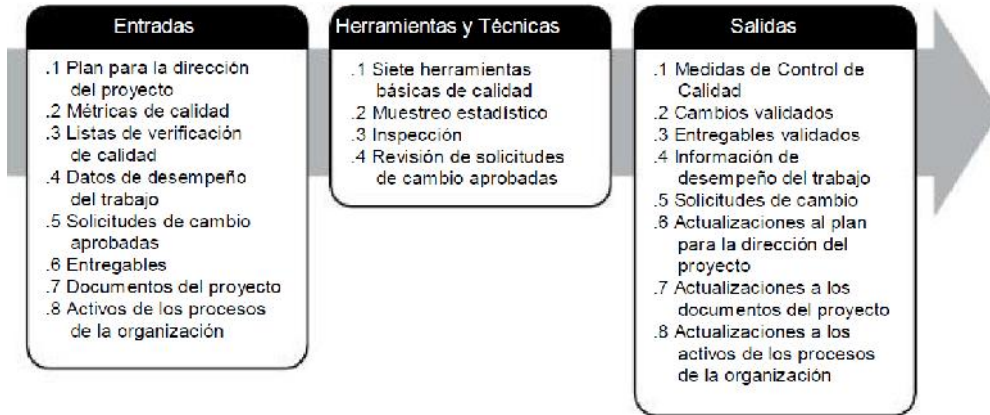 Entradas
.1 Plan para la dirección
del proyecto
.2 Métricas de calidad
.3 Listas de verificación
de calidad
.4 Datos de desempeño
del trabajo
.5 Solicitudes de cambio
aprobadas
.6 Entregables
.7 Documentos del proyecto
.8 Activos de los procesos
de la organización
Herramientas y Técnicas
.1 Siete herramientas
básicas de calidad
.2 Muestreo estadístico
.3 Inspección
.4 Revisión de solicitudes
de cambio aprobadas
Salidas
.1 Medidas de Control de
Calidad
.2 Cambios validados
.3 Entregables validados
.4 Información de
desempeño del trabajo
.5 Solicitudes de cambio
.6 Actualizaciones al plan
para la dirección del
proyecto
.7 Actualizaciones a los
documentos del proyecto
.8 Actualizaciones a los
activos de los procesos
de la organización